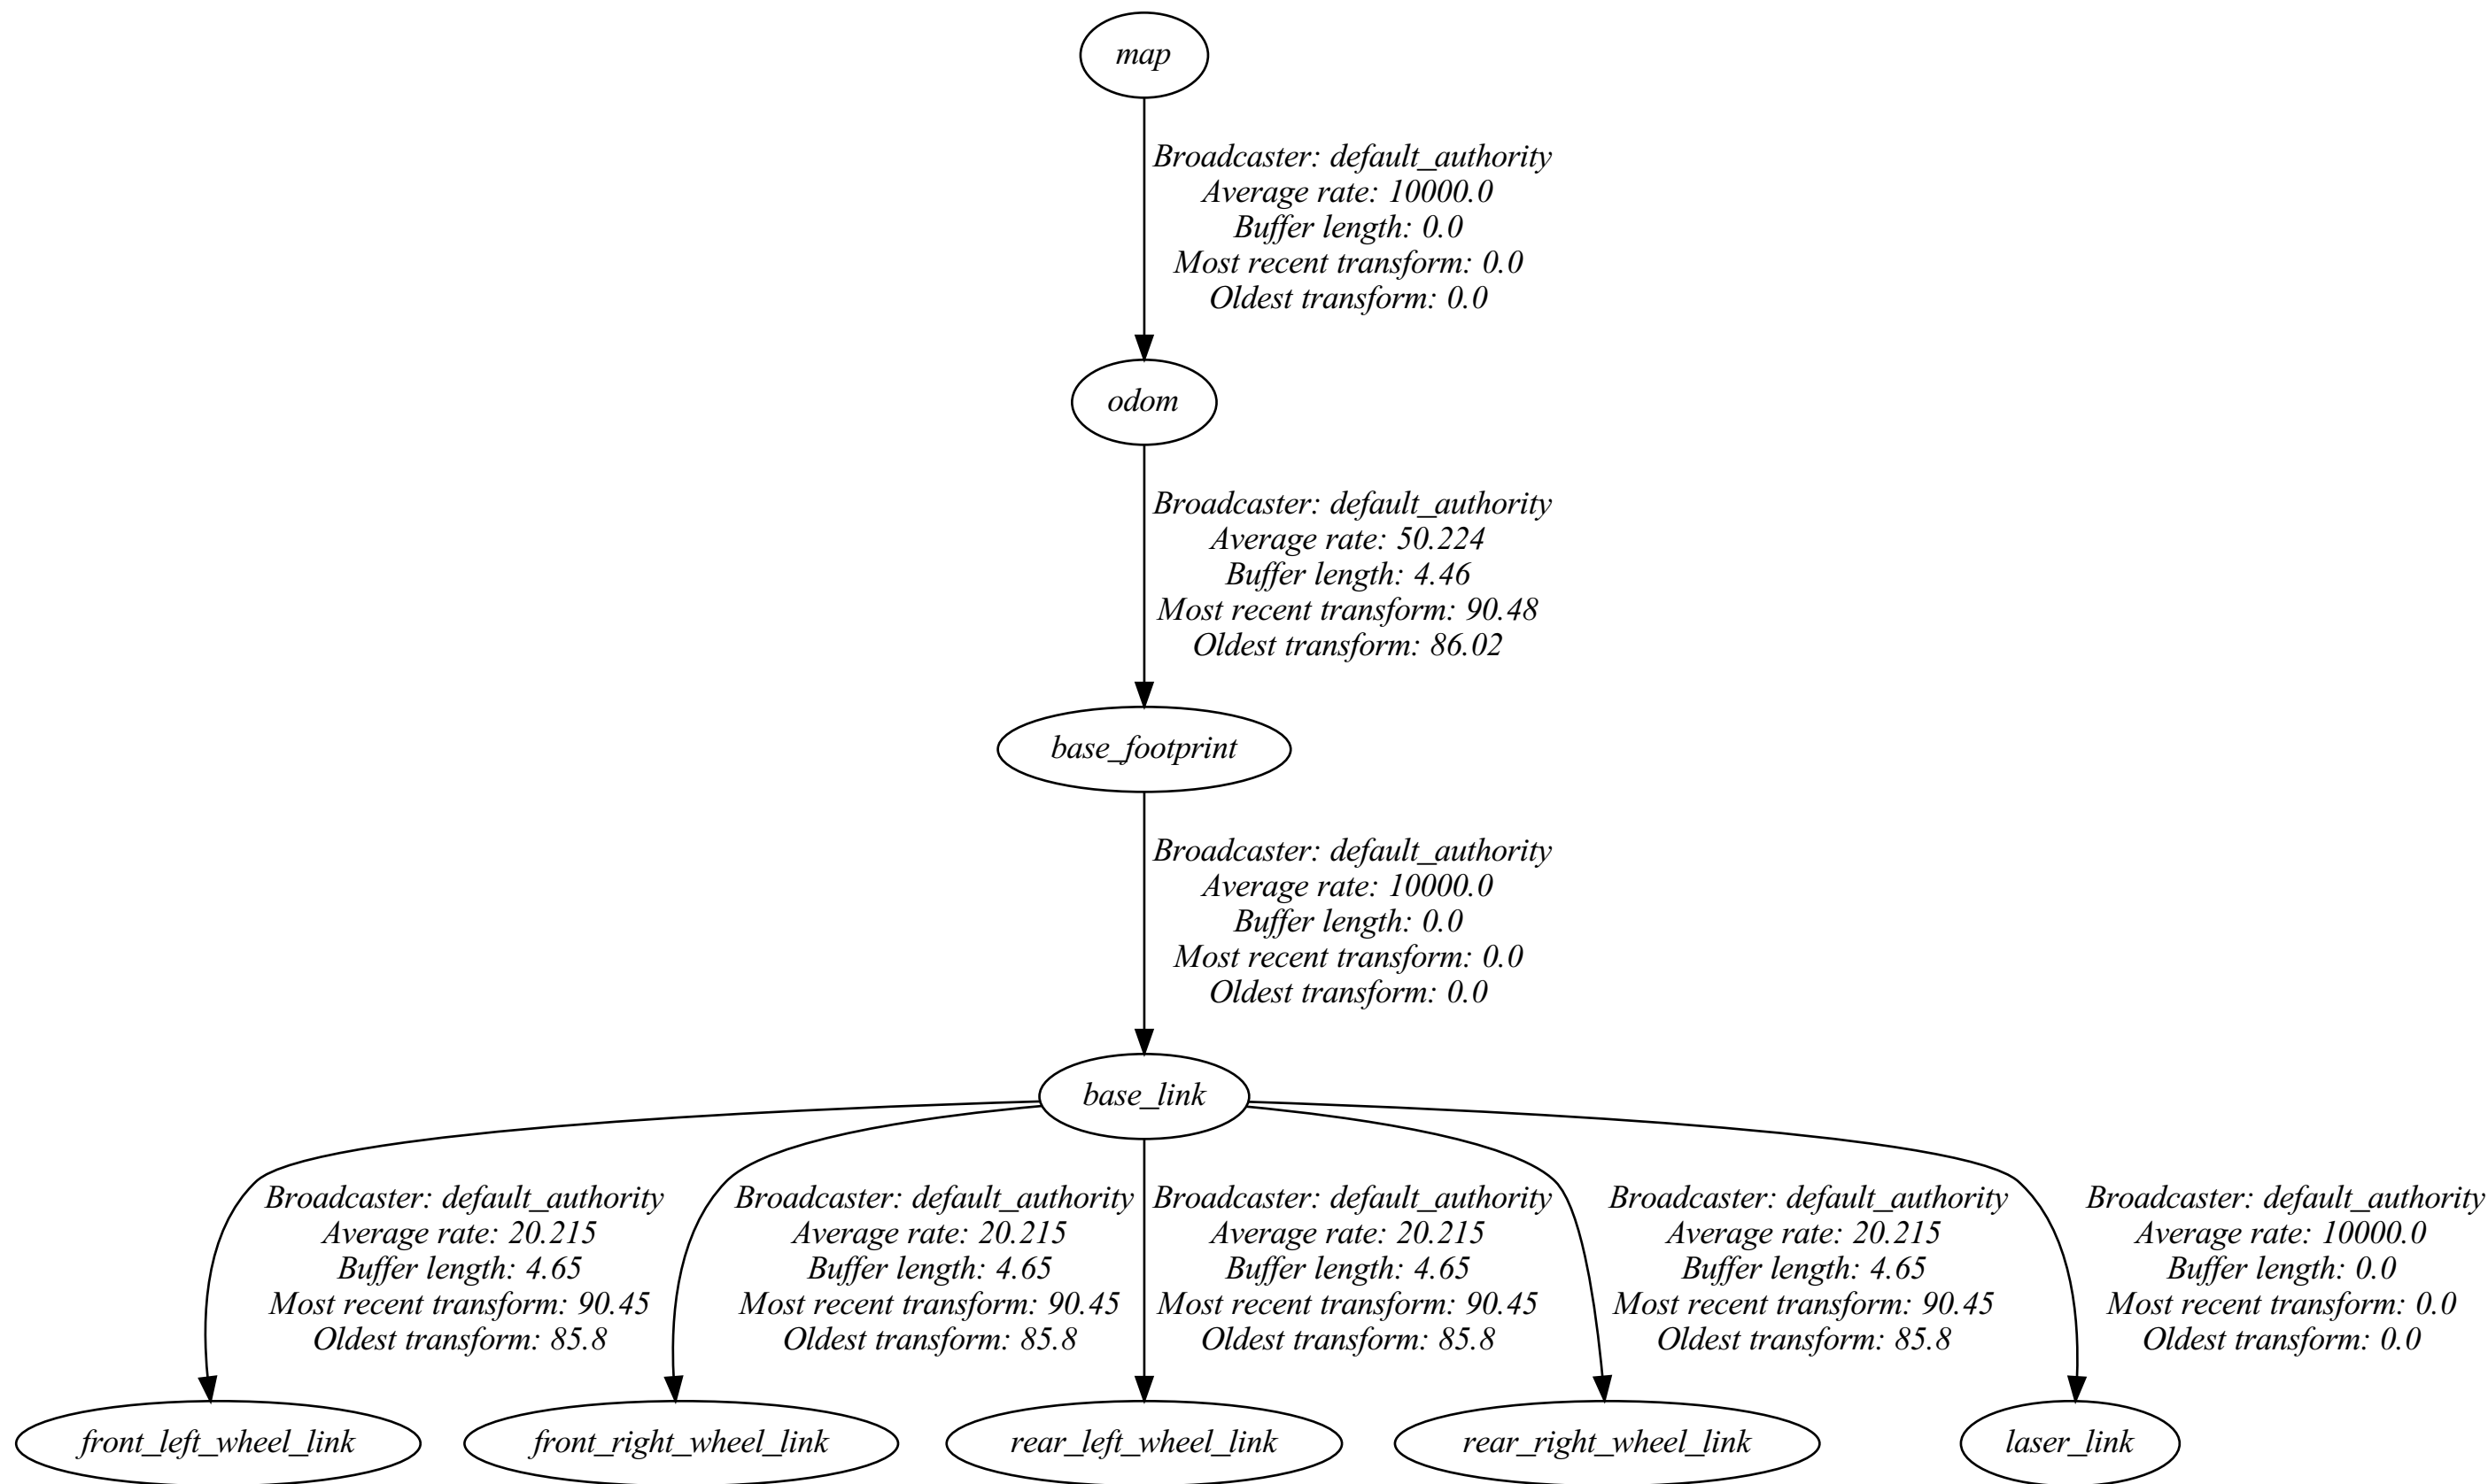 map
Broadcaster: default_authority
Average rate: 10000.0
Buffer length: 0.0
Most recent transform: 0.0
Oldest transform: 0.0
odom
Broadcaster: default_authority
Average rate: 50.224
Buffer length: 4.46
Most recent transform: 90.48
Oldest transform: 86.02
base_footprint
Broadcaster: default_authority
Average rate: 10000.0
Buffer length: 0.0
Most recent transform: 0.0
Oldest transform: 0.0
base_link
Broadcaster: default_authority
Average rate: 20.215
Buffer length: 4.65
Most recent transform: 90.45
Oldest transform: 85.8
Broadcaster: default_authority
Average rate: 20.215
Buffer length: 4.65
Most recent transform: 90.45
Oldest transform: 85.8
Broadcaster: default_authority
Average rate: 20.215
Buffer length: 4.65
Most recent transform: 90.45
Oldest transform: 85.8
Broadcaster: default_authority
Average rate: 20.215
Buffer length: 4.65
Most recent transform: 90.45
Oldest transform: 85.8
Broadcaster: default_authority
Average rate: 10000.0
Buffer length: 0.0
Most recent transform: 0.0
Oldest transform: 0.0
front_left_wheel_link
front_right_wheel_link
rear_left_wheel_link
rear_right_wheel_link
laser_link